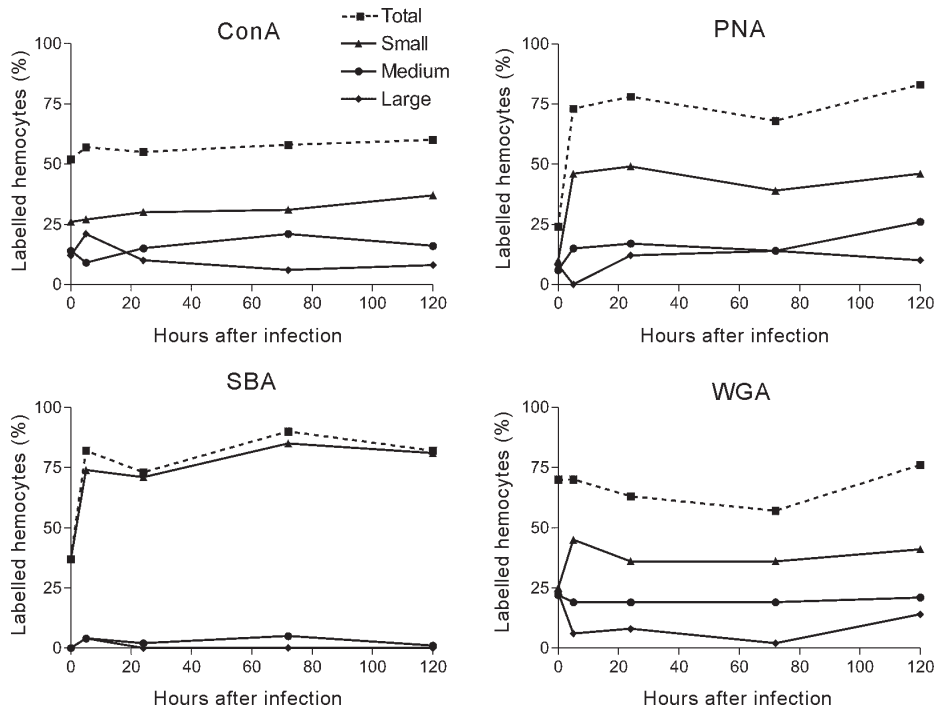 ConA
Total
Small
Medium
Large
Labelled hemocytes (%)
100
75
50
25
0
0 20 40 60 80 100 120
Hours after infection
PNA
Labelled hemocytes (%)
100
75
50
25
0
0 20 40 60 80 100 120
Hours after infection
SBA
Labelled hemocytes (%)
100
75
50
25
0
0 20 40 60 80 100 120
Hours after infection
WGA
Labelled hemocytes (%)
100
75
50
25
0
0 20 40 60 80 100 120
Hours after infection